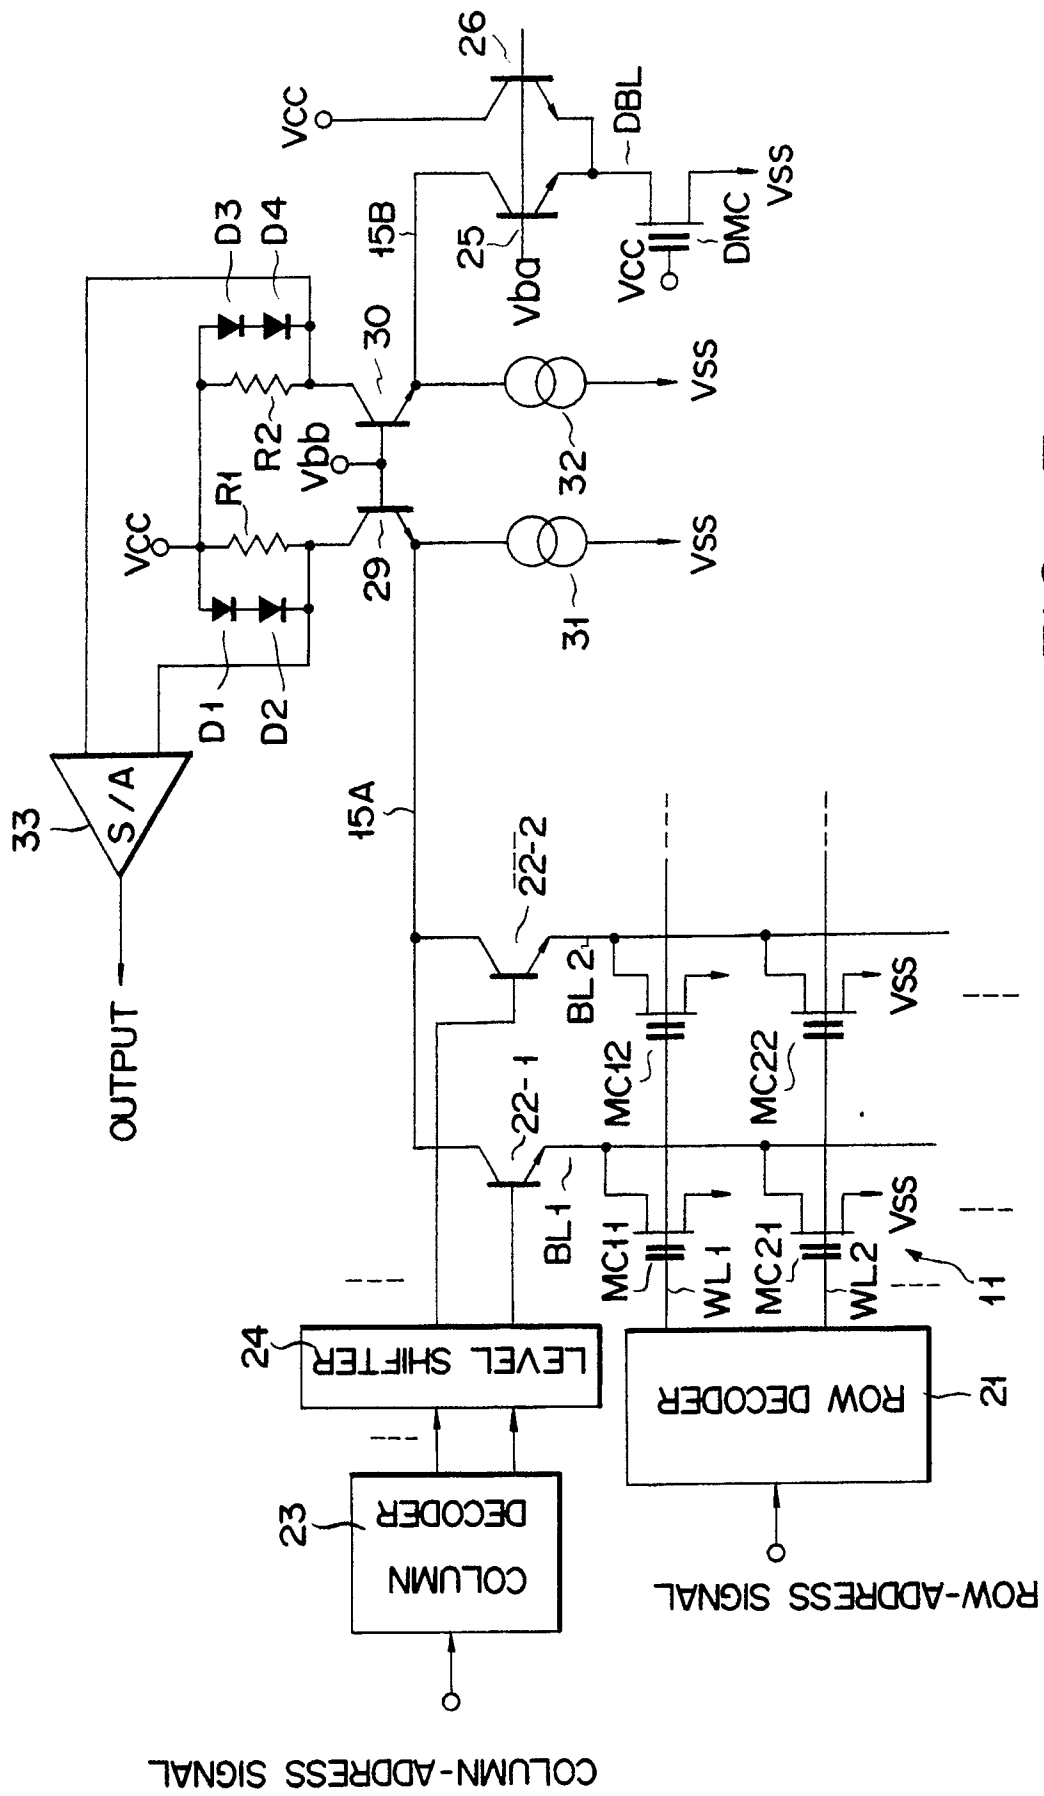 33
S/A
OUTPUT
VCC
D1
D2
R1
R2
D3
D4
Vbb
29
30
31
32
VSS
VSS
15A
15B
VCC
26
25
Vba
DBL
VCC
DMC
VSS
22-1
22-2
BL1
BL2
MC11
MC12
MC21
MC22
WL1
WL2
VSS
VSS
11
24
LEVEL SHIFTER
23
COLUMN
DECODER
COLUMN-ADDRESS SIGNAL
21
ROW DECODER
ROW-ADDRESS SIGNAL